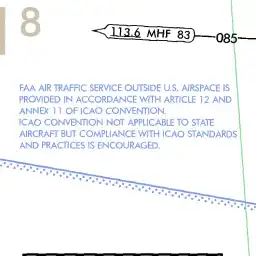 8
113.6 MHF 83
085
FAA AIR TRAFFIC SERVICE OUTSIDE U.S. AIRSPACE IS
PROVIDED IN ACCORDANCE WITH ARTICLE 12 AND
ANNEX 11 OF ICAO CONVENTION.
ICAO CONVENTION NOT APPLICABLE TO STATE
AIRCRAFT BUT COMPLIANCE WITH ICAO STANDARDS
AND PRACTICES IS ENCOURAGED.